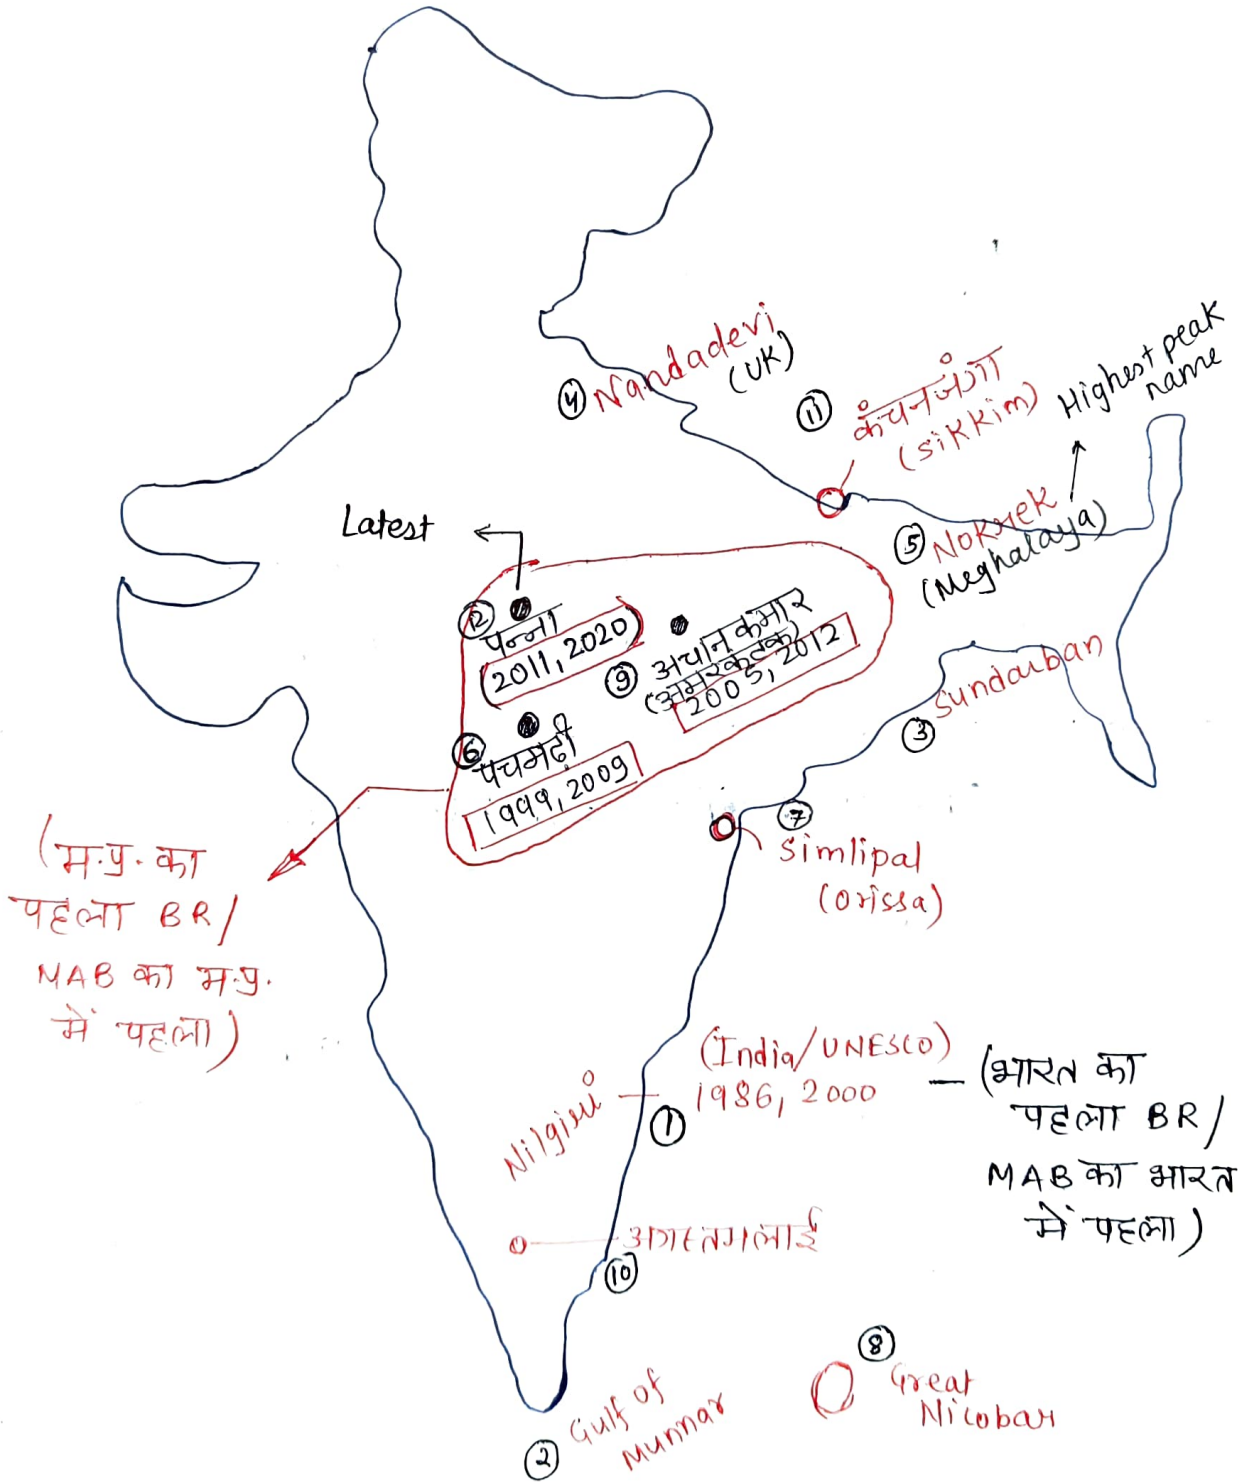 ④ Nandadevi
(UK)
⑪ कंचनजंगा
(sikkim)
Highest peak
name
⑤ Nokrek
(Meghalaya)
Latest
⑫ पन्ना
(2011, 2020)
⑨ अचानकमार
(अमरकंटक)
2005, 2012
⑥ पचमढ़ी
1999, 2009
③ Sundarban
⑦ Simlipal
(Orissa)
(म.प्र. का
पहला BR/
MAB का म.प्र.
में पहला)
Nilgiri
① (India/UNESCO)
1986, 2000
— (भारत का
पहला BR/
MAB का भारत
में पहला)
⑩ अगस्तमलाई
⑧ Great
Nicobar
② Gulf of
Munnar